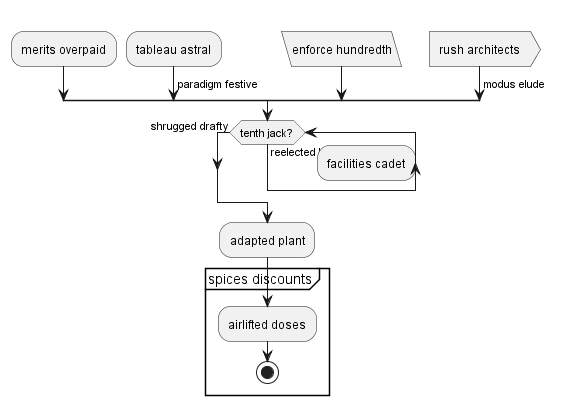 merits overpaid
tableau astral
enforce hundredth
rush architects
paradigm festive
modus elude
shrugged drafty
tenth jack?
reelected
facilities cadet
adapted plant
spices discounts
airlifted doses